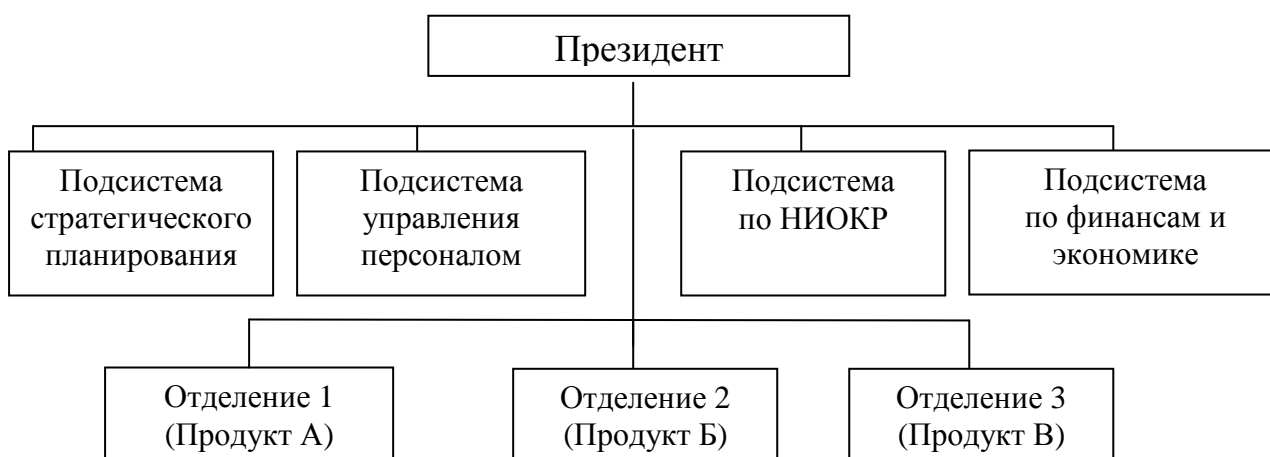 Президент
Подсистема
стратегического
планирования
Подсистема
управления
персоналом
Подсистема
по НИОКР
Подсистема
по финансам и
экономике
Отделение 1
(Продукт А)
Отделение 2
(Продукт Б)
Отделение 3
(Продукт В)